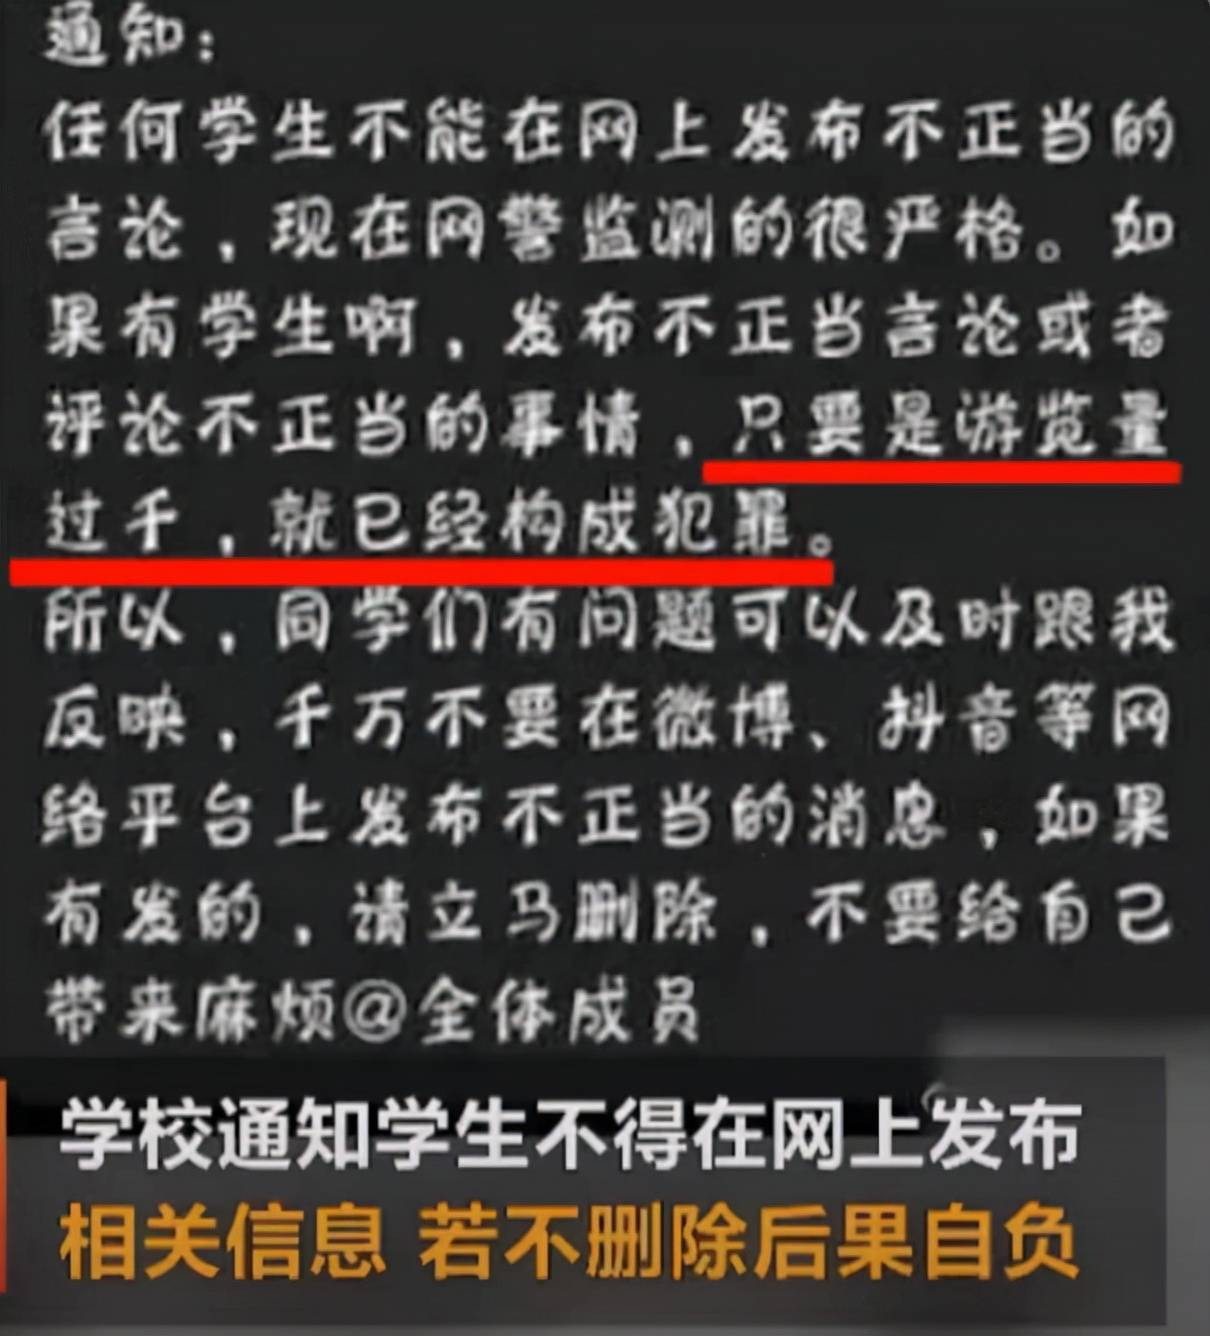 通知：
任何学生不能在网上发布不正当的
言论，现在网警监测的很严格。如
果有学生啊，发布不正当言论或者
评论不正当的事情，只要是游览量
过千，就已经构成犯罪。
所以，同学们有问题可以及时跟我
反映，千万不要在微博、抖音等网
络平台上发布不正当的消息，如果
有发的，请立马删除，不要给自己
带来麻烦@全体成员
学校通知学生不得在网上发布
相关信息 若不删除后果自负